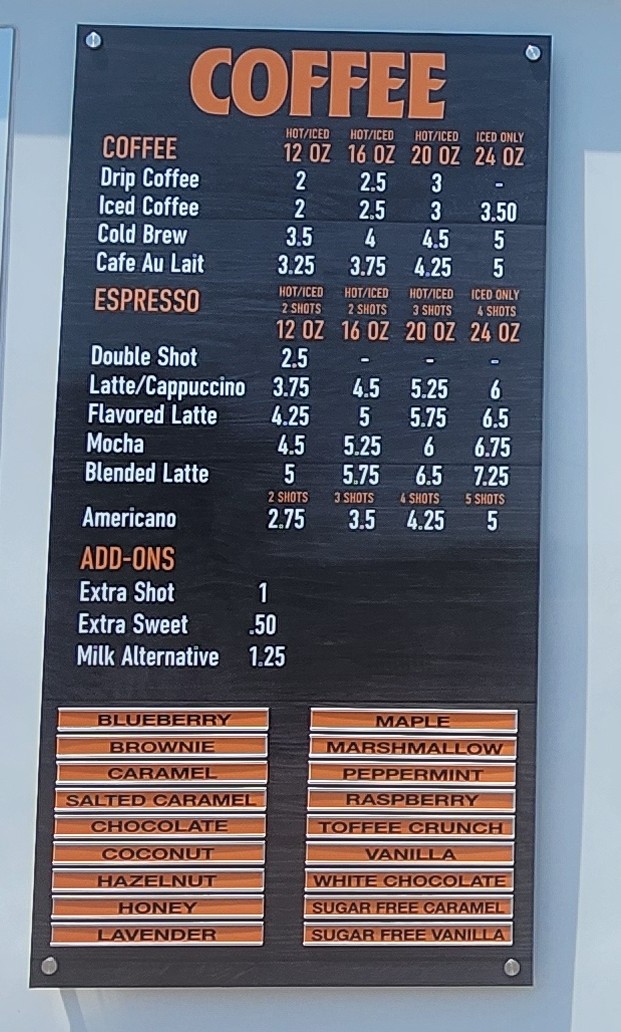 COFFEE
HOT/ICED HOT/ICED HOT/ICED ICED ONLY
COFFEE 12 OZ 16 OZ 20 OZ 24 OZ
Drip Coffee 2 2.5 3 -
Iced Coffee 2 2.5 3 3.50
Cold Brew 3.5 4 4.5 5
Cafe Au Lait 3.25 3.75 4.25 5
HOT/ICED HOT/ICED HOT/ICED ICED ONLY
ESPRESSO 2 SHOTS 2 SHOTS 3 SHOTS 4 SHOTS
12 OZ 16 OZ 20 OZ 24 OZ
Double Shot 2.5 - - -
Latte/Cappuccino 3.75 4.5 5.25 6
Flavored Latte 4.25 5 5.75 6.5
Mocha 4.5 5.25 6 6.75
Blended Latte 5 5.75 6.5 7.25
2 SHOTS 3 SHOTS 4 SHOTS 5 SHOTS
Americano 2.75 3.5 4.25 5
ADD-ONS
Extra Shot 1
Extra Sweet .50
Milk Alternative 1.25
BLUEBERRY MAPLE
BROWNIE MARSHMALLOW
CARAMEL PEPPERMINT
SALTED CARAMEL RASPBERRY
CHOCOLATE TOFFEE CRUNCH
COCONUT VANILLA
HAZELNUT WHITE CHOCOLATE
HONEY SUGAR FREE CARAMEL
LAVENDER SUGAR FREE VANILLA